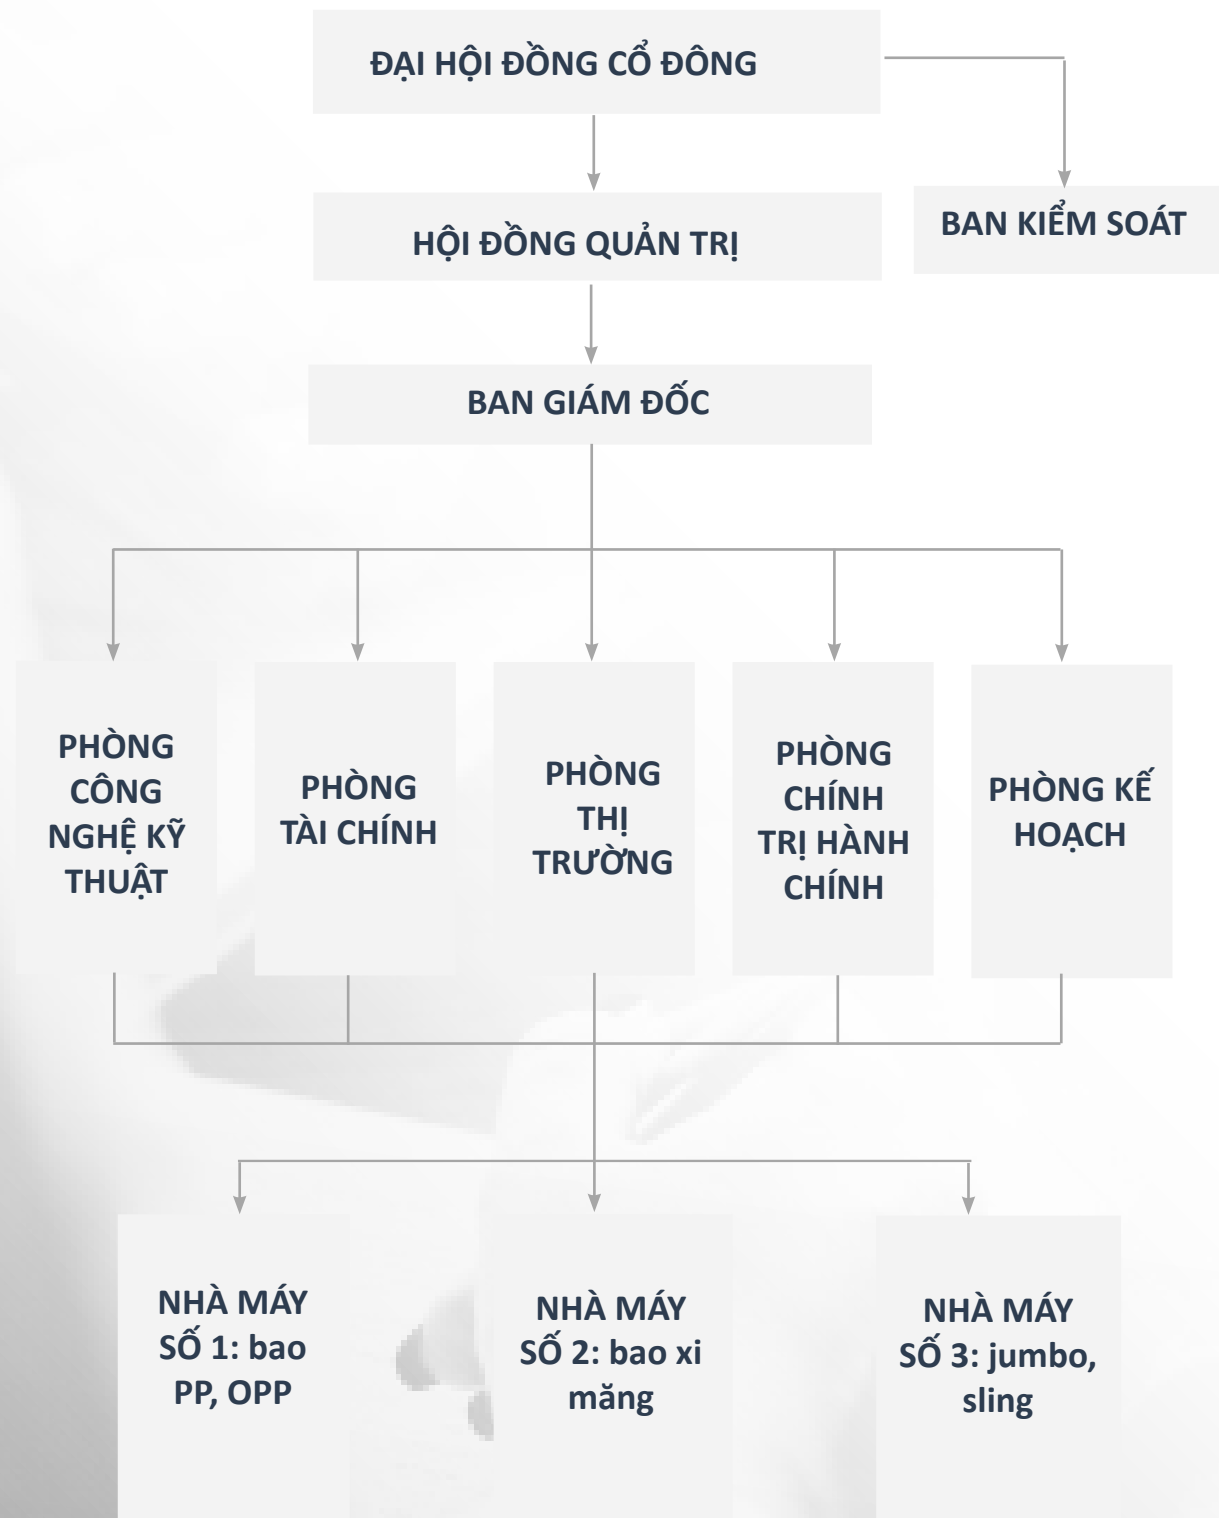 ĐẠI HỘI ĐỒNG CỔ ĐÔNG
HỘI ĐỒNG QUẢN TRỊ
BAN KIỂM SOÁT
BAN GIÁM ĐỐC
PHÒNG
CÔNG
NGHỆ KỸ
THUẬT
PHÒNG
TÀI CHÍNH
PHÒNG
THỊ
TRƯỜNG
PHÒNG
CHÍNH
TRỊ HÀNH
CHÍNH
PHÒNG KẾ
HOẠCH
NHÀ MÁY
SỐ 1: bao
PP, OPP
NHÀ MÁY
SỐ 2: bao xi
măng
NHÀ MÁY
SỐ 3: jumbo,
sling